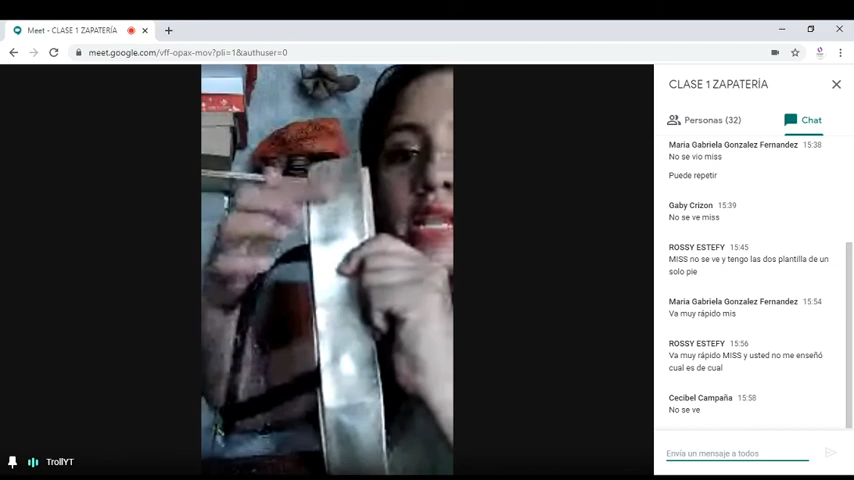 Meet - CLASE 1 ZAPATERÍA
meet.google.com/vff-opax-mov?pli=1&authuser=0
CLASE 1 ZAPATERÍA
Personas (32)
Chat
Maria Gabriela Gonzalez Fernandez 15:38
No se vio miss
Puede repetir
Gaby Crizon 15:39
No se ve miss
ROSSY ESTEFY 15:45
MISS no se ve y tengo las dos plantilla de un
solo pie
Maria Gabriela Gonzalez Fernandez 15:54
Va muy rápido mis
ROSSY ESTEFY 15:56
Va muy rápido MISS y usted no me enseñó
cual es de cual
Cecibel Campaña 15:58
No se ve
Envía un mensaje a todos
TrollYT